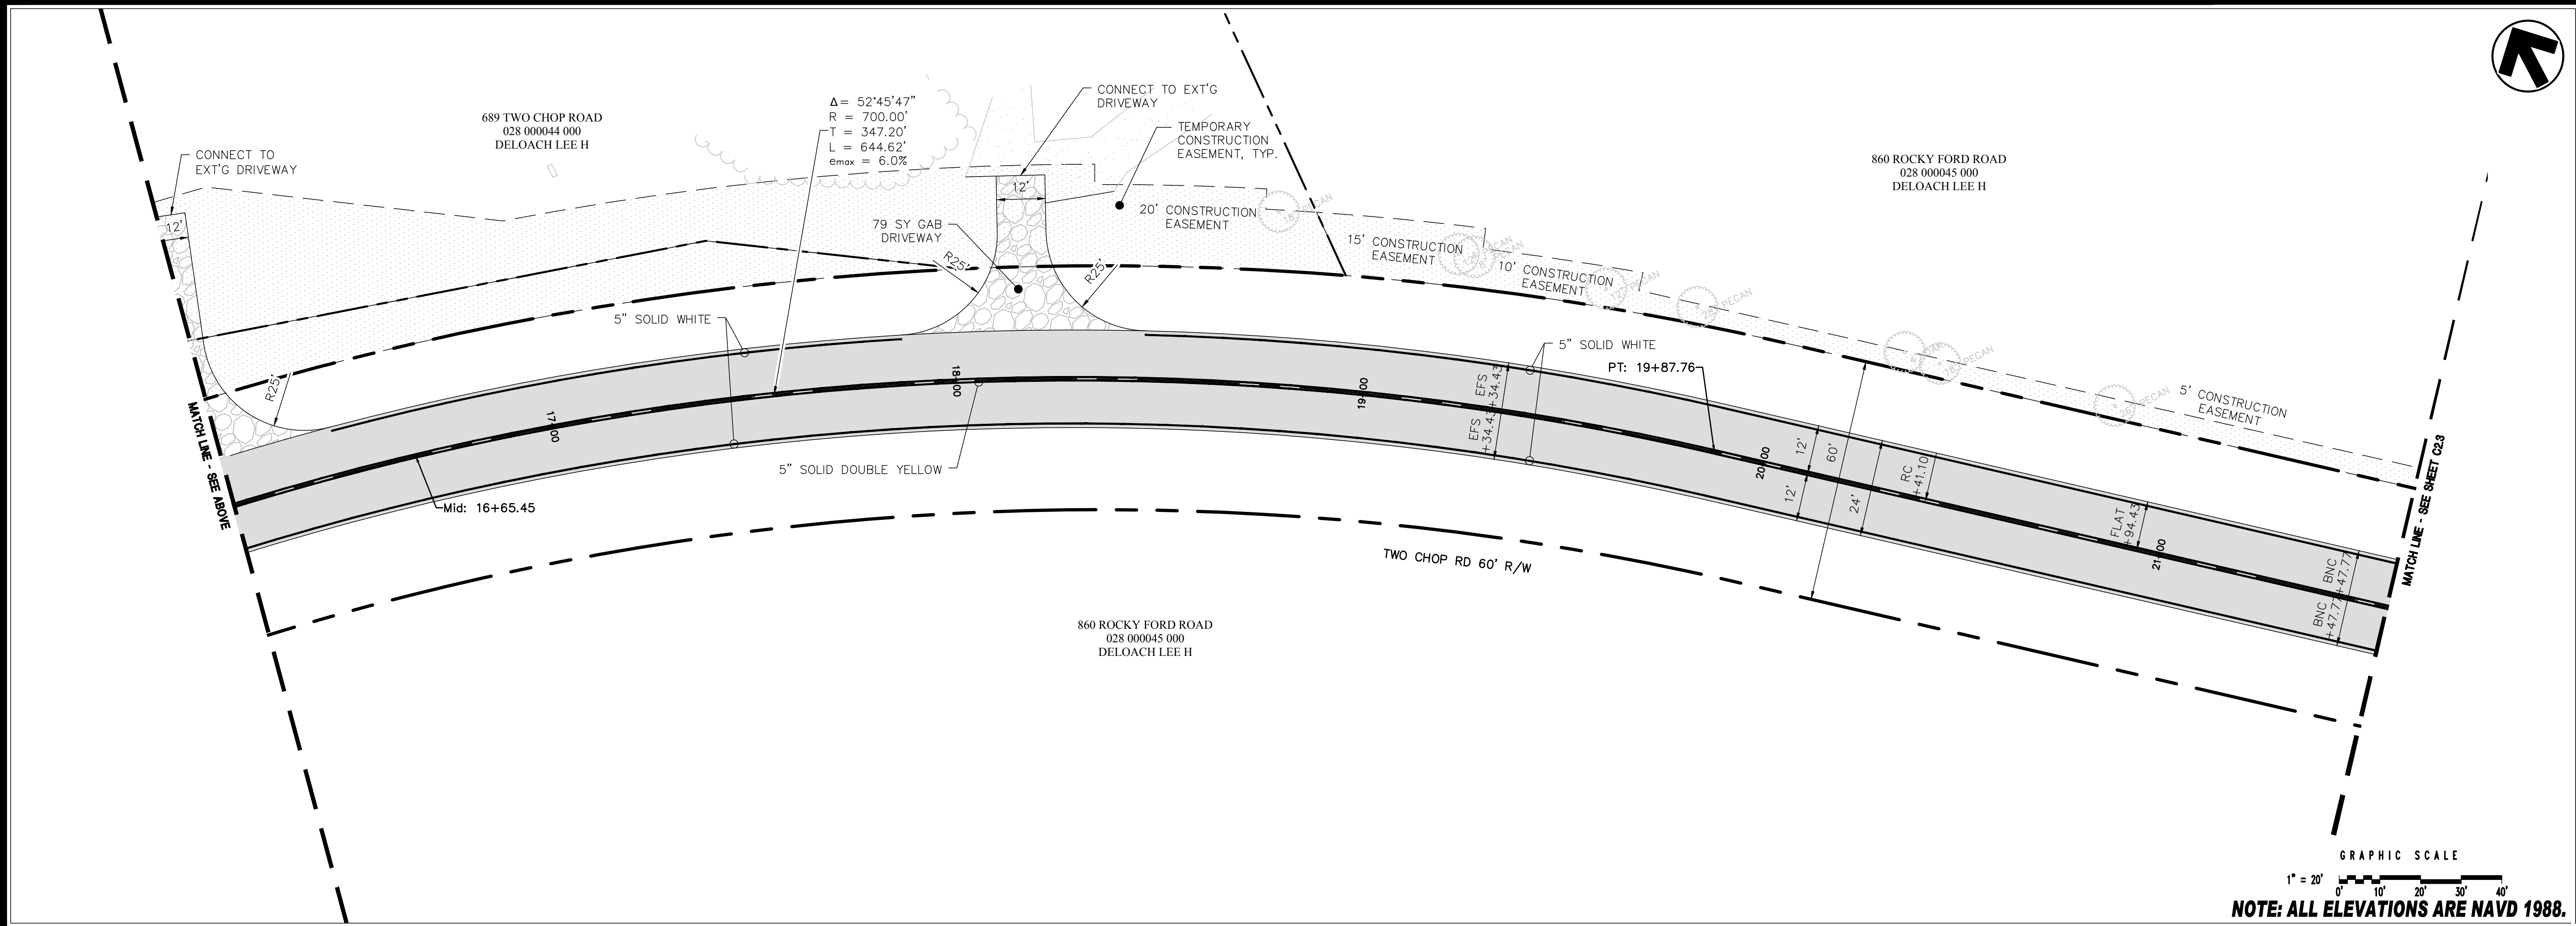 689 TWO CHOP ROAD
028 000044 000
DELOACH LEE H
CONNECT TO
EXT'G DRIVEWAY
12'
Δ= 52°45'47"
R = 700.00'
T = 347.20'
L = 644.62'
emax = 6.0%
CONNECT TO EXT'G
DRIVEWAY
TEMPORARY
CONSTRUCTION
EASEMENT, TYP.
12'
79 SY GAB
DRIVEWAY
R25'
R25'
20' CONSTRUCTION
EASEMENT
PECAN
15' CONSTRUCTION
EASEMENT
PECAN
10' CONSTRUCTION
EASEMENT
PECAN
PECAN
860 ROCKY FORD ROAD
028 000045 000
DELOACH LEE H
PECAN
PECAN
5' CONSTRUCTION
EASEMENT
5" SOLID WHITE
R25'
MATCH LINE - SEE ABOVE
17+00
18+00
19+00
5" SOLID DOUBLE YELLOW
Mid: 16+65.45
EFS
+34.43
EFS
+34.43
5" SOLID WHITE
PT: 19+87.76
20+00
12'
12'
60'
24'
RC
+41.10
FLAT
+94.43
21+00
BNC
+47.77
BNC
+47.77
MATCH LINE - SEE SHEET C2.3
TWO CHOP RD 60' R/W
860 ROCKY FORD ROAD
028 000045 000
DELOACH LEE H
GRAPHIC SCALE
1" = 20'
0' 10' 20' 30' 40'
NOTE: ALL ELEVATIONS ARE NAVD 1988.